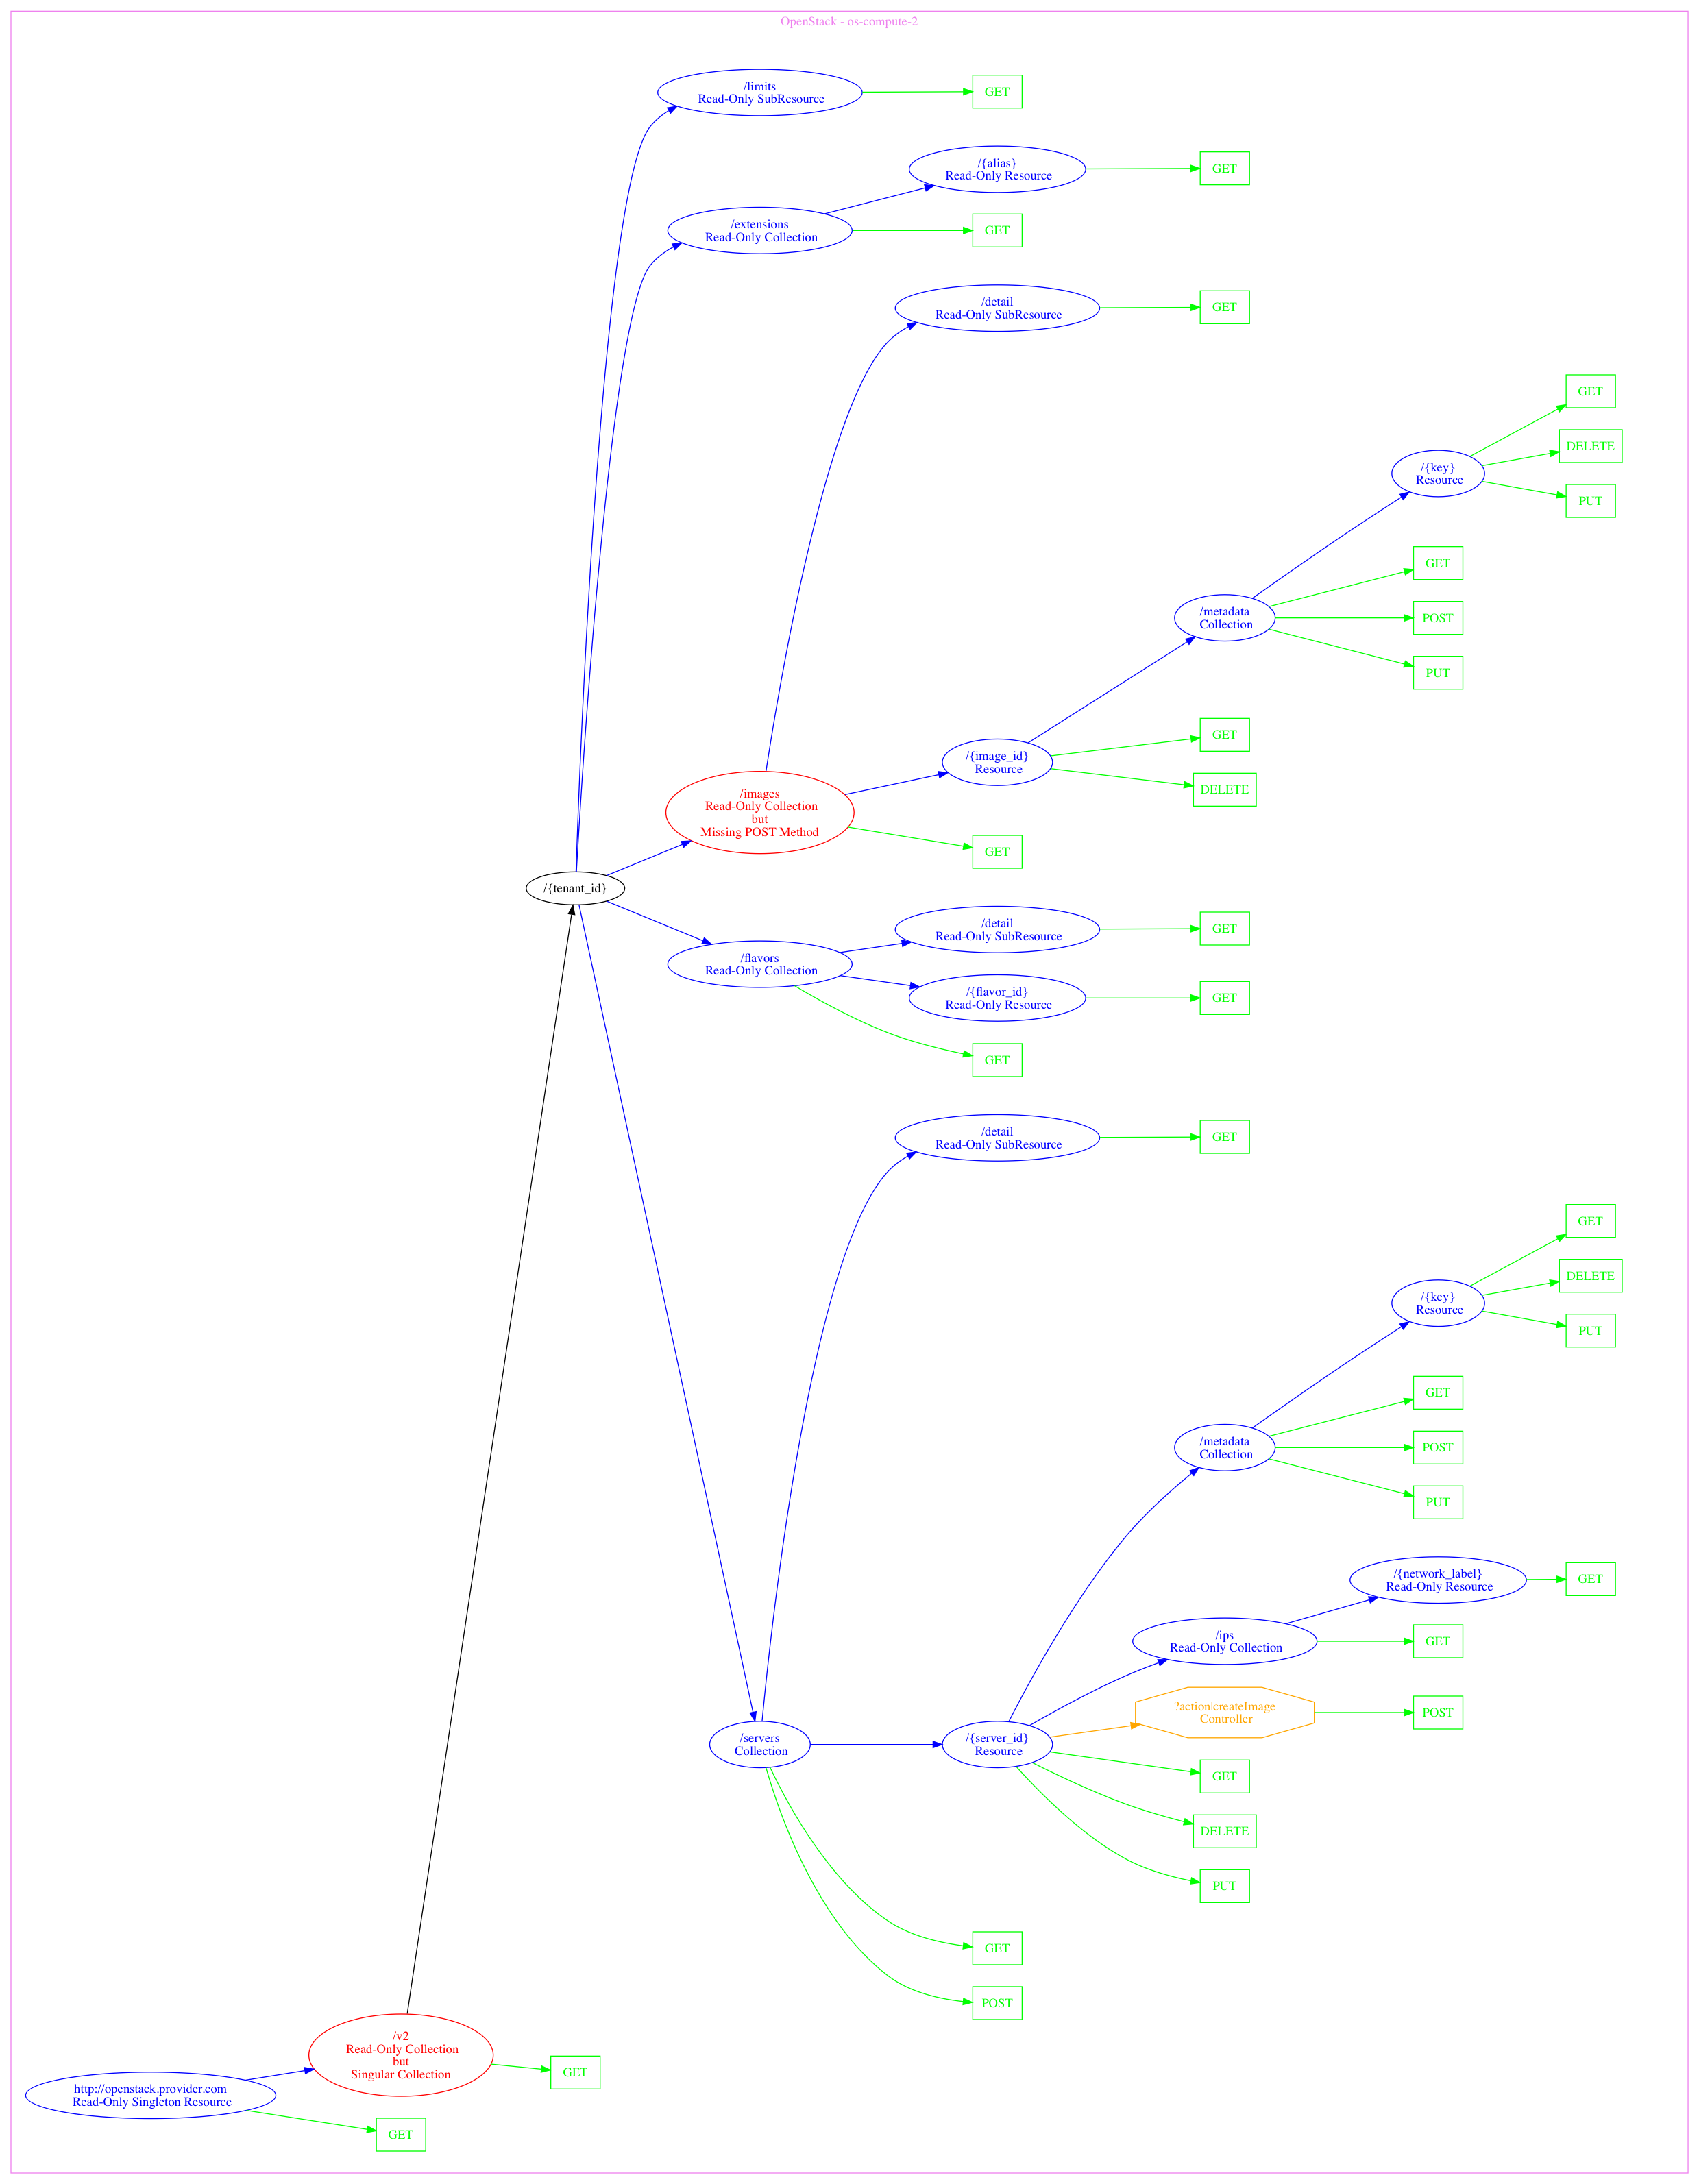 OpenStack - os-compute-2
/limits
Read-Only SubResource
GET
/{alias}
Read-Only Resource
GET
/extensions
Read-Only Collection
GET
/detail
Read-Only SubResource
GET
GET
/{key}
Resource
DELETE
PUT
GET
/metadata
Collection
POST
PUT
GET
/{image_id}
Resource
DELETE
/images
Read-Only Collection
but
Missing POST Method
GET
/{tenant_id}
/detail
Read-Only SubResource
GET
/flavors
Read-Only Collection
/{flavor_id}
Read-Only Resource
GET
GET
/detail
Read-Only SubResource
GET
GET
/{key}
Resource
DELETE
PUT
GET
/metadata
Collection
POST
PUT
/{network_label}
Read-Only Resource
GET
/ips
Read-Only Collection
GET
?action|createImage
Controller
POST
/servers
Collection
/{server_id}
Resource
GET
DELETE
PUT
GET
POST
/v2
Read-Only Collection
but
Singular Collection
GET
http://openstack.provider.com
Read-Only Singleton Resource
GET